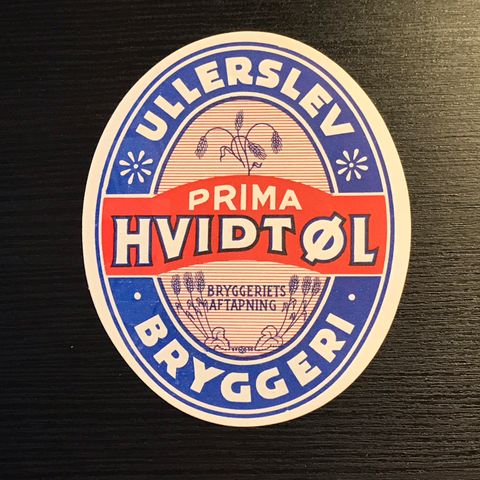 ULLERSLEV
PRIMA
HVIDTØL
BRYGGERIETS
AFTAPNING
BRYGGERI